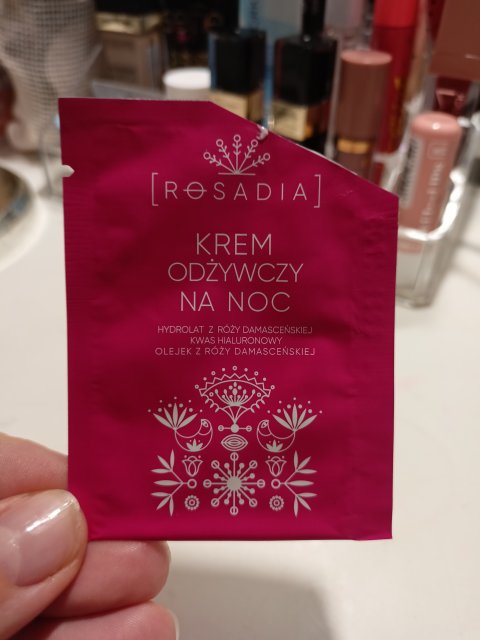 [ROSADIA]
KREM
ODŻYWCZY
NA NOC
HYDROLAT Z RÓŻY DAMASCEŃSKIEJ
KWAS HIALURONOWY
OLEJEK Z RÓŻY DAMASCEŃSKIEJ